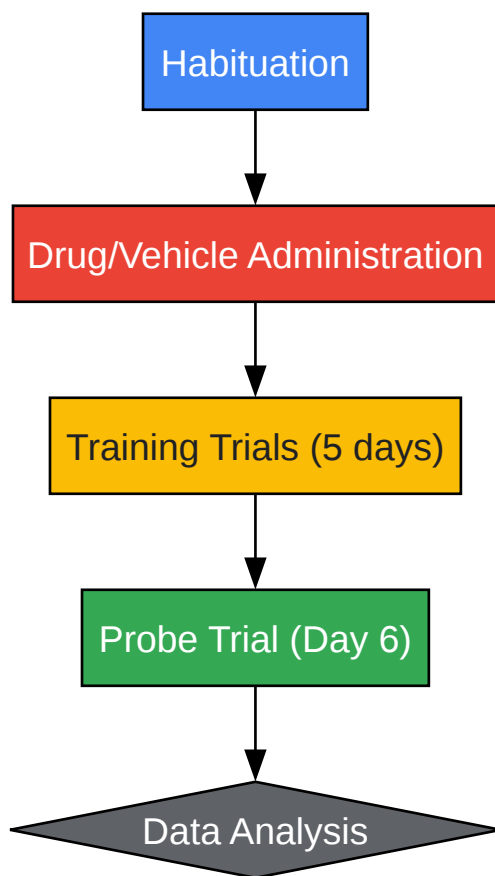 Habituation
Drug/Vehicle Administration
Training Trials (5 days)
Probe Trial (Day 6)
Data Analysis